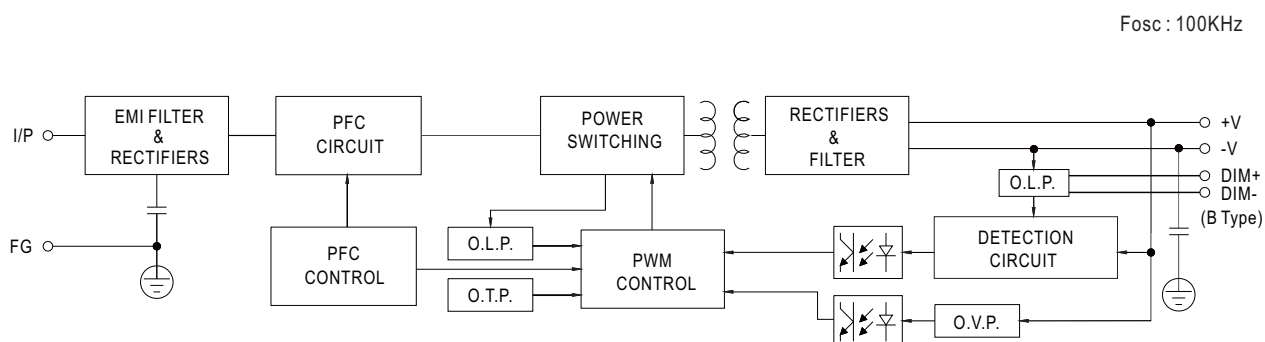 Fosc : 100KHz
I/P
EMI FILTER
&
RECTIFIERS
PFC
CIRCUIT
POWER
SWITCHING
RECTIFIERS
&
FILTER
+V
-V
DIM+
DIM-
(B Type)
O.L.P.
FG
PFC
CONTROL
O.L.P.
O.T.P.
PWM
CONTROL
DETECTION
CIRCUIT
O.V.P.